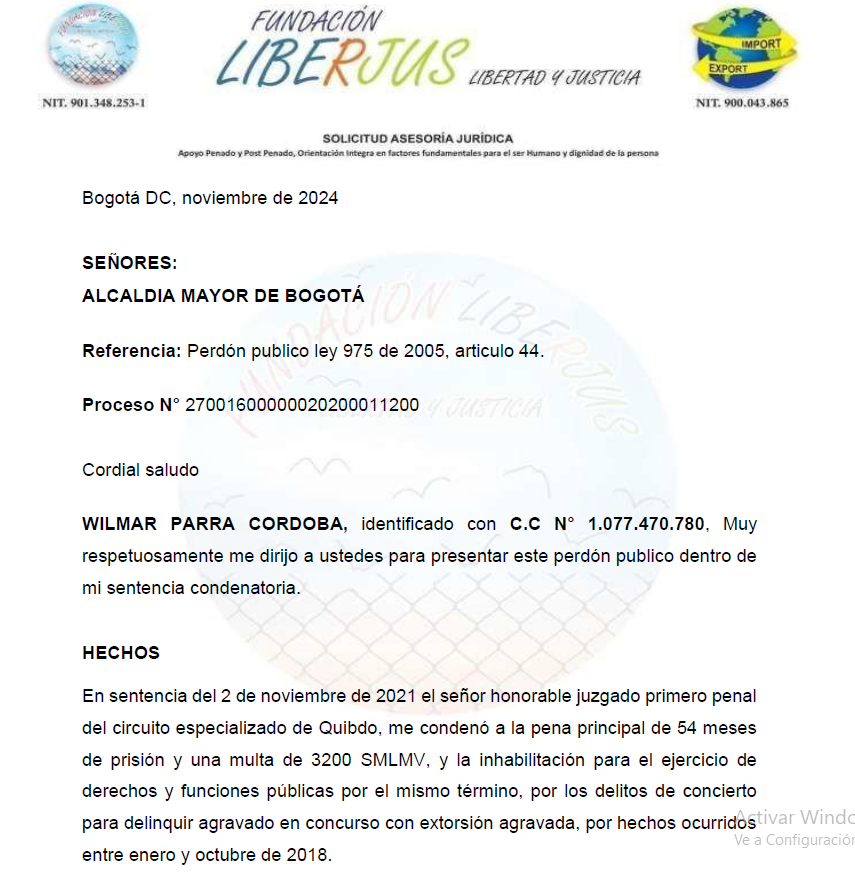 FUNDACIÓN LIBERJUS
FUNDACIÓN
LIBERJUS LIBERTAD Y JUSTICIA
IMPORT
EXPORT
NIT. 901.348.253-1
NIT. 900.043.865
SOLICITUD ASESORÍA JURÍDICA
Apoyo Penado y Post Penado, Orientación Integra en factores fundamentales para el ser Humano y dignidad de la persona
Bogotá DC, noviembre de 2024
SEÑORES:
ALCALDIA MAYOR DE BOGOTÁ
FUNDACIÓN LIBERJUS
Referencia: Perdón publico ley 975 de 2005, articulo 44.
Proceso N° 27001600000020200011200
LIBERTAD Y JUSTICIA
Cordial saludo
WILMAR PARRA CORDOBA, identificado con C.C N° 1.077.470.780, Muy
respetuosamente me dirijo a ustedes para presentar este perdón publico dentro de
mi sentencia condenatoria.
HECHOS
En sentencia del 2 de noviembre de 2021 el señor honorable juzgado primero penal
del circuito especializado de Quibdo, me condenó a la pena principal de 54 meses
de prisión y una multa de 3200 SMLMV, y la inhabilitación para el ejercicio de
derechos y funciones públicas por el mismo término, por los delitos de concierto
para delinquir agravado en concurso con extorsión agravada, por hechos ocurridos
entre enero y octubre de 2018.
Activar Windo
Ve a Configuración